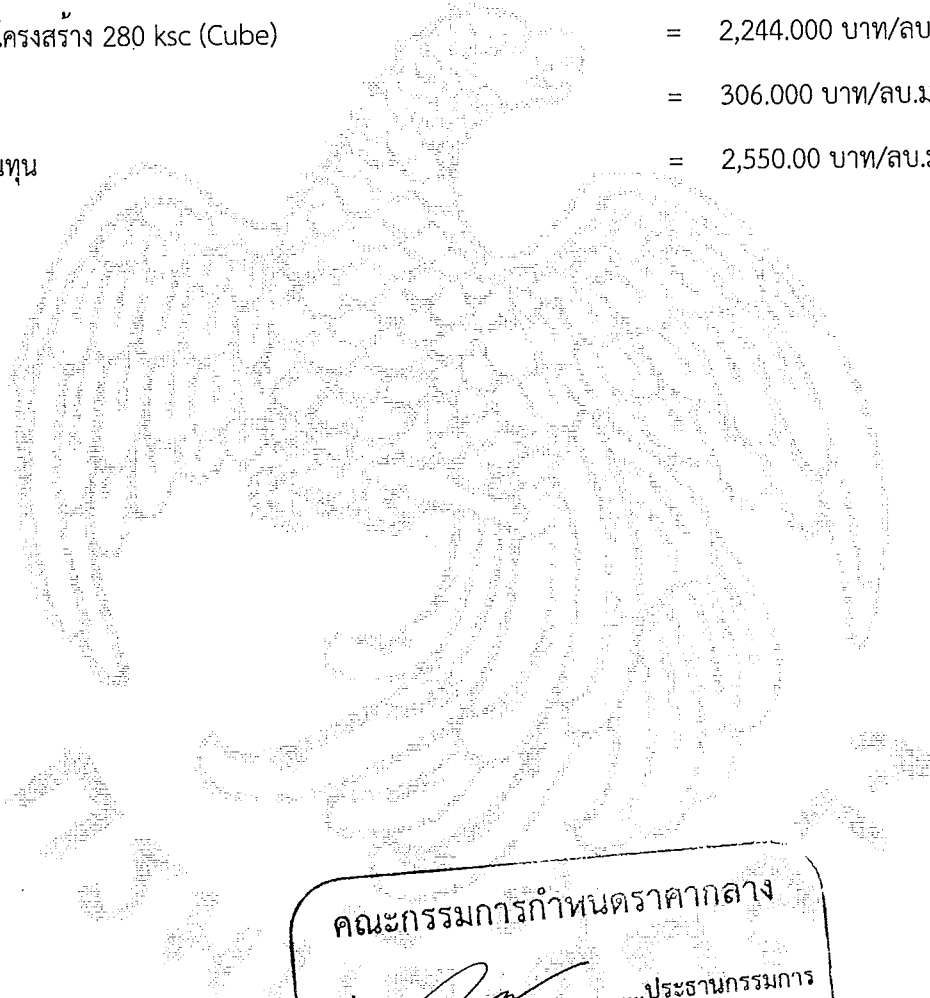 ครงสร้าง 280 ksc (Cube) = 2,244.000 บาท/ลบ
= 306.000 บาท/ลบ.ม
ทุน = 2,550.00 บาท/ลบ.
คณะกรรมการกำหนดราคากลาง
ประธานกรรมการ